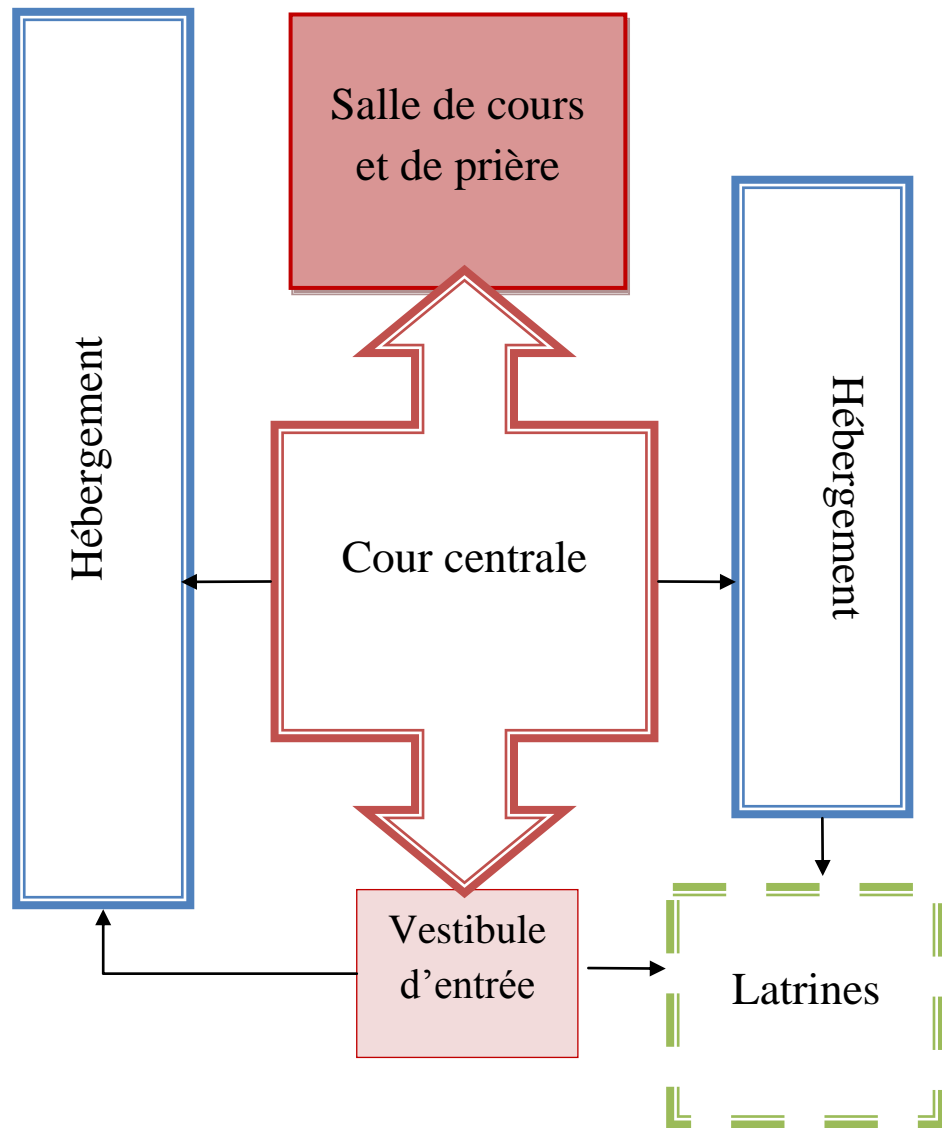 Salle de cours
et de prière
Hébergement
Hébergement
Cour centrale
Vestibule
d’entrée
Latrines